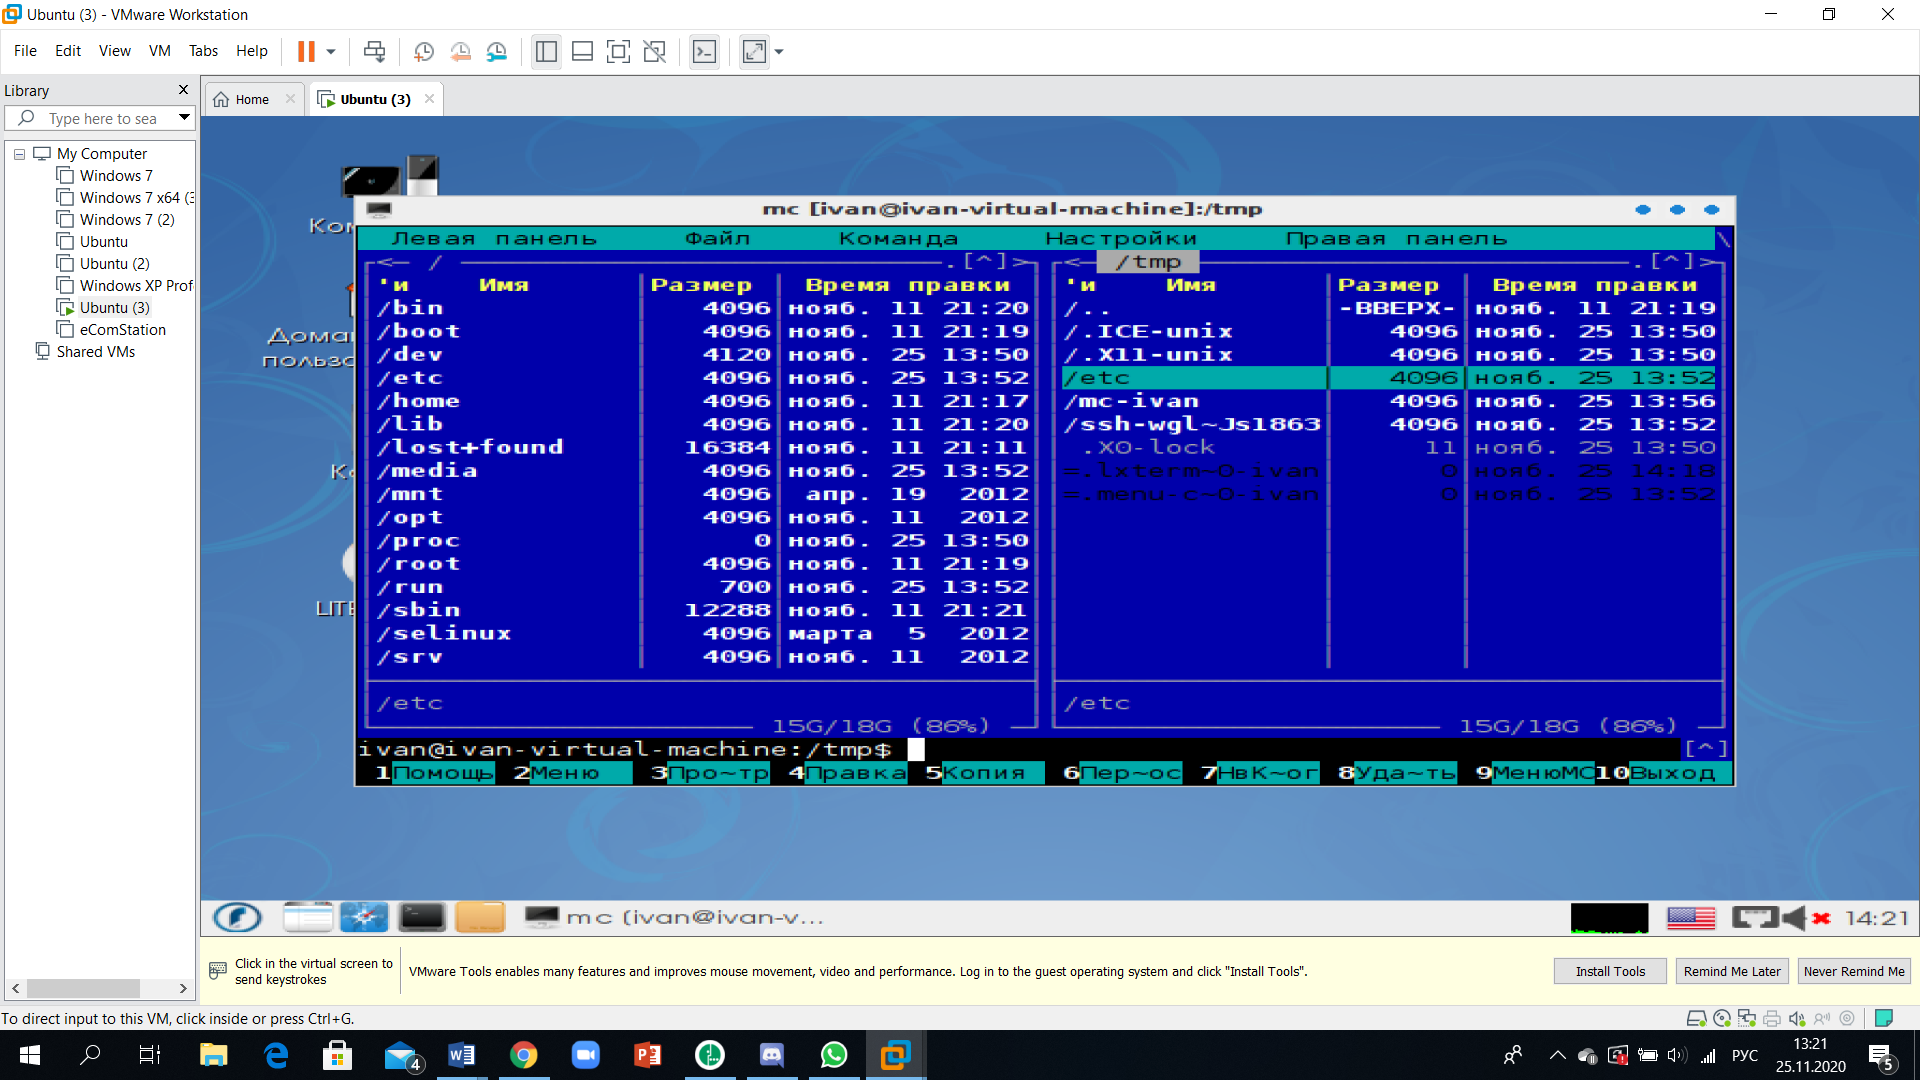 Ubuntu (3) - VMware Workstation
File Edit View VM Tabs Help
Library
Type here to sea
My Computer
Windows 7
Windows 7 x64 (3
Windows 7 (2)
Ubuntu
Ubuntu (2)
Windows XP Prof
Ubuntu (3)
eComStation
Shared VMs
Home
Ubuntu (3)
Ком
Дома
польз
LITE
mc [ivan@ivan-virtual-machine]:/tmp
Левая панель Файл Команда Настройки Правая панель
<— / .[^]>
'и Имя Размер Время правки
/bin 4096 нояб. 11 21:20
/boot 4096 нояб. 11 21:19
/dev 4120 нояб. 25 13:50
/etc 4096 нояб. 25 13:52
/home 4096 нояб. 11 21:17
/lib 4096 нояб. 11 21:20
/lost+found 16384 нояб. 11 21:11
/media 4096 нояб. 25 13:52
/mnt 4096 апр. 19 2012
/opt 4096 нояб. 11 2012
/proc 0 нояб. 25 13:50
/root 4096 нояб. 11 21:19
/run 700 нояб. 25 13:52
/sbin 12288 нояб. 11 21:21
/selinux 4096 марта 5 2012
/srv 4096 нояб. 11 2012
/etc
15G/18G (86%)
<— /tmp .[^]>
'и Имя Размер Время правки
/.. -ВВЕРХ- нояб. 11 21:19
/.ICE-unix 4096 нояб. 25 13:50
/.X11-unix 4096 нояб. 25 13:50
/etc 4096 нояб. 25 13:52
/mc-ivan 4096 нояб. 25 13:56
/ssh-wgl~Js1863 4096 нояб. 25 13:52
.X0-lock 11 нояб. 25 13:50
=.lxterm~0-ivan 0 нояб. 25 14:18
=.menu-c~0-ivan 0 нояб. 25 13:52
/etc
15G/18G (86%)
ivan@ivan-virtual-machine:/tmp$ [^]
1Помощь 2Меню 3Про~тр 4Правка 5Копия 6Пер~ос 7НвК~ог 8Уда~ть 9МенюМС 10Выход
mc (ivan@ivan-v...
14:21
Click in the virtual screen to
send keystrokes
VMware Tools enables many features and improves mouse movement, video and performance. Log in to the guest operating system and click "Install Tools".
Install Tools
Remind Me Later
Never Remind Me
To direct input to this VM, click inside or press Ctrl+G.
4
РУС
13:21
25.11.2020
5